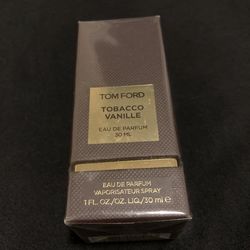 TOM FORD
TOBACCO
VANILLE
EAU DE PARFUM
30 ML
EAU DE PARFUM
VAPORISATEUR SPRAY
1 FL.OZ./OZ. LIQ/30 ml ℮